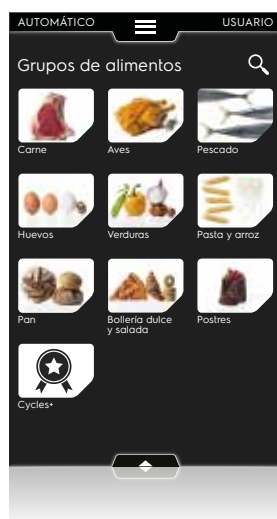 AUTOMÁTICO USUARIO
Grupos de alimentos
Carne Aves Pescado
Huevos Verduras Pasta y arroz
Pan Bollería dulce Postres
y salada
Cycles+